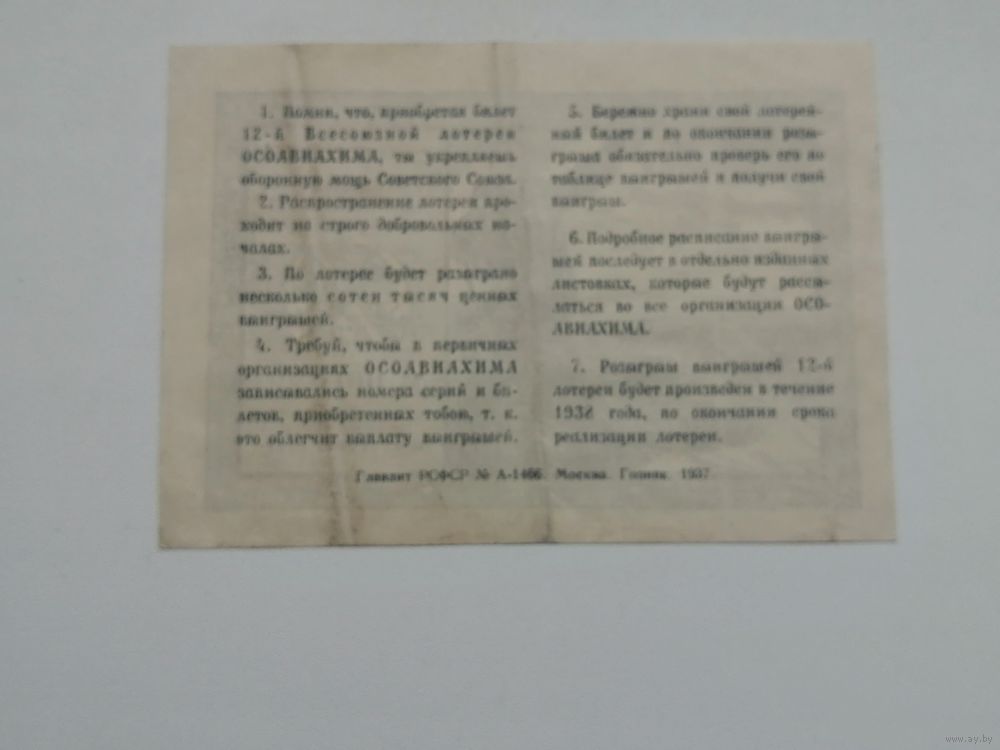 1. Помни, что, приобретая билет
12-й Всесоюзной лотереи
ОСОАВИАХИМА, ты укрепляешь
оборонную мощь Советского Союза.
2. Распространение лотереи про-
ходит на строго добровольных на-
чалах.
3. По лотерее будет разыграно
несколько сотен тысяч ценных
выигрышей.
4. Требуй, чтобы в первичных
организациях ОСОАВИАХИМА
записывались номера серий и би-
летов, приобретенных тобою, т. к.
это облегчит выплату выигрышей.
5. Бережно храни свой лотерей-
ный билет и по окончании розы-
грыша обязательно проверь его по
таблице выигрышей и получи свой
выигрыш.
6. Подробное расписание выигры-
шей последует в отдельно изданных
листовках, которые будут рассы-
латься во все организации ОСО-
АВИАХИМА.
7. Розыгрыш выигрышей 12-й
лотереи будет произведен в течение
1938 года, по окончании срока
реализации лотереи.
Главлит РСФСР № А-1466. Москва. Гознак. 1937.
www.ay.by